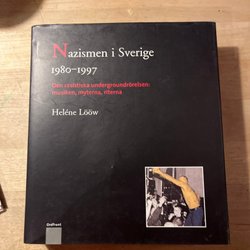 Nazismen i Sverige
1980–1997
Den rasistiska undergroundrörelsen:
musiken, myterna, riterna
Heléne Lööw
Ordfront